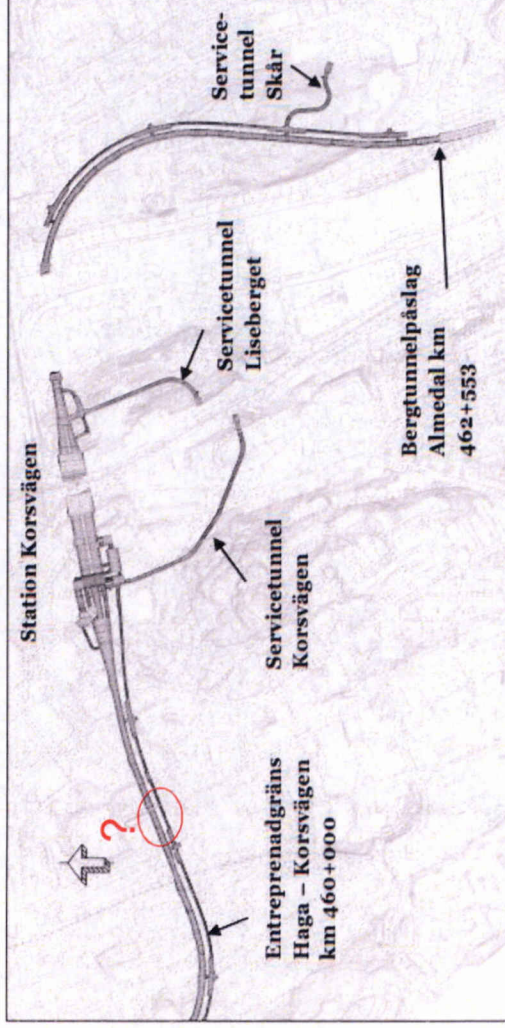 Station Korsvägen
Service-
tunnel
Skår
Servicetunnel
Liseberget
Servicetunnel
Korsvägen
?
Entreprenadgräns
Haga – Korsvägen
km 460+000
Bergtunnelpåslag
Almedal km
462+553